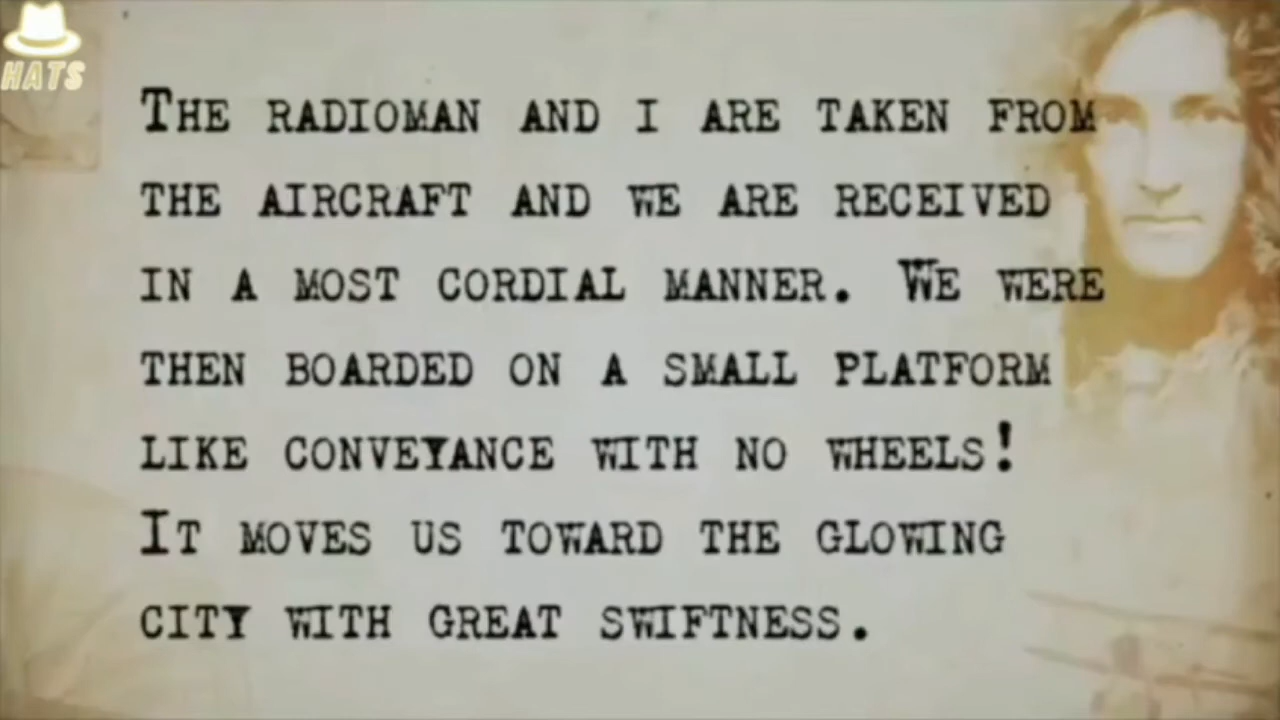 HATS
THE RADIOMAN AND I ARE TAKEN FROM
THE AIRCRAFT AND WE ARE RECEIVED
IN A MOST CORDIAL MANNER. WE WERE
THEN BOARDED ON A SMALL PLATFORM
LIKE CONVEYANCE WITH NO WHEELS!
IT MOVES US TOWARD THE GLOWING
CITY WITH GREAT SWIFTNESS.